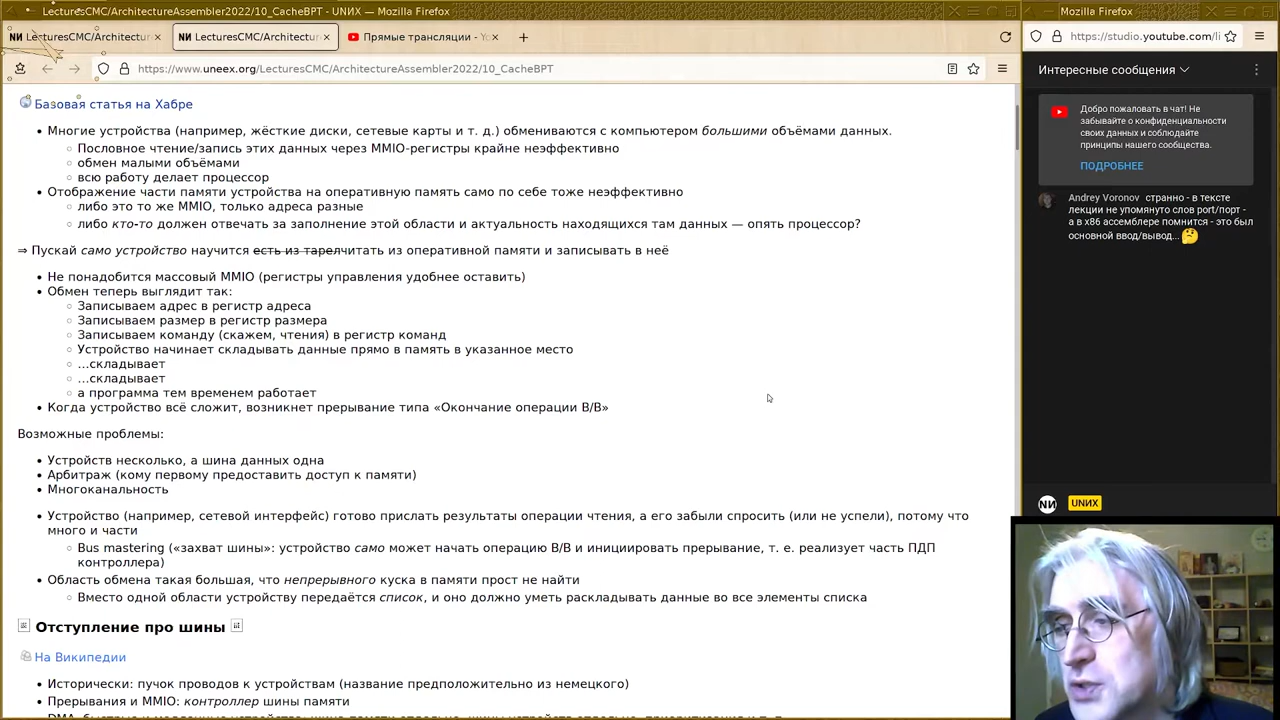 LecturesCMC/ArchitectureAssembler2022/10_CacheBPT - UNИX — Mozilla Firefox
Mozilla Firefox
LecturesCMC/Architectur
LecturesCMC/Architectur
Прямые трансляции - Yo
https://studio.youtube.com/li
https://www.uneex.org/LecturesCMC/ArchitectureAssembler2022/10_CacheBPT
Базовая статья на Хабре
Многие устройства (например, жёсткие диски, сетевые карты и т. д.) обмениваются с компьютером большими объёмами данных.
Пословное чтение/запись этих данных через MMIO-регистры крайне неэффективно
обмен малыми объёмами
всю работу делает процессор
Отображение части памяти устройства на оперативную память само по себе тоже неэффективно
либо это то же MMIO, только адреса разные
либо кто-то должен отвечать за заполнение этой области и актуальность находящихся там данных — опять процессор?
⇒ Пускай само устройство научится есть из тарелчитать из оперативной памяти и записывать в неё
Не понадобится массовый MMIO (регистры управления удобнее оставить)
Обмен теперь выглядит так:
Записываем адрес в регистр адреса
Записываем размер в регистр размера
Записываем команду (скажем, чтения) в регистр команд
Устройство начинает складывать данные прямо в память в указанное место
…складывает
…складывает
а программа тем временем работает
Когда устройство всё сложит, возникнет прерывание типа «Окончание операции В/В»
Возможные проблемы:
Устройств несколько, а шина данных одна
Арбитраж (кому первому предоставить доступ к памяти)
Многоканальность
Устройство (например, сетевой интерфейс) готово прислать результаты операции чтения, а его забыли спросить (или не успели), потому что
много и части
Bus mastering («захват шины»: устройство само может начать операцию В/В и инициировать прерывание, т. е. реализует часть ПДП
контроллера)
Область обмена такая большая, что непрерывного куска в памяти прост не найти
Вместо одной области устройству передаётся список, и оно должно уметь раскладывать данные во все элементы списка
Отступление про шины
На Википедии
Исторически: пучок проводов к устройствам (название предположительно из немецкого)
Прерывания и MMIO: контроллер шины памяти
Интересные сообщения
Добро пожаловать в чат! Не
забывайте о конфиденциальности
своих данных и соблюдайте
принципы нашего сообщества.
ПОДРОБНЕЕ
Andrey Voronov странно - в тексте
лекции не упомянуто слов port/порт -
а в x86 ассемблере помнится - это был
основной ввод/вывод... 🤔
NИ UNИX